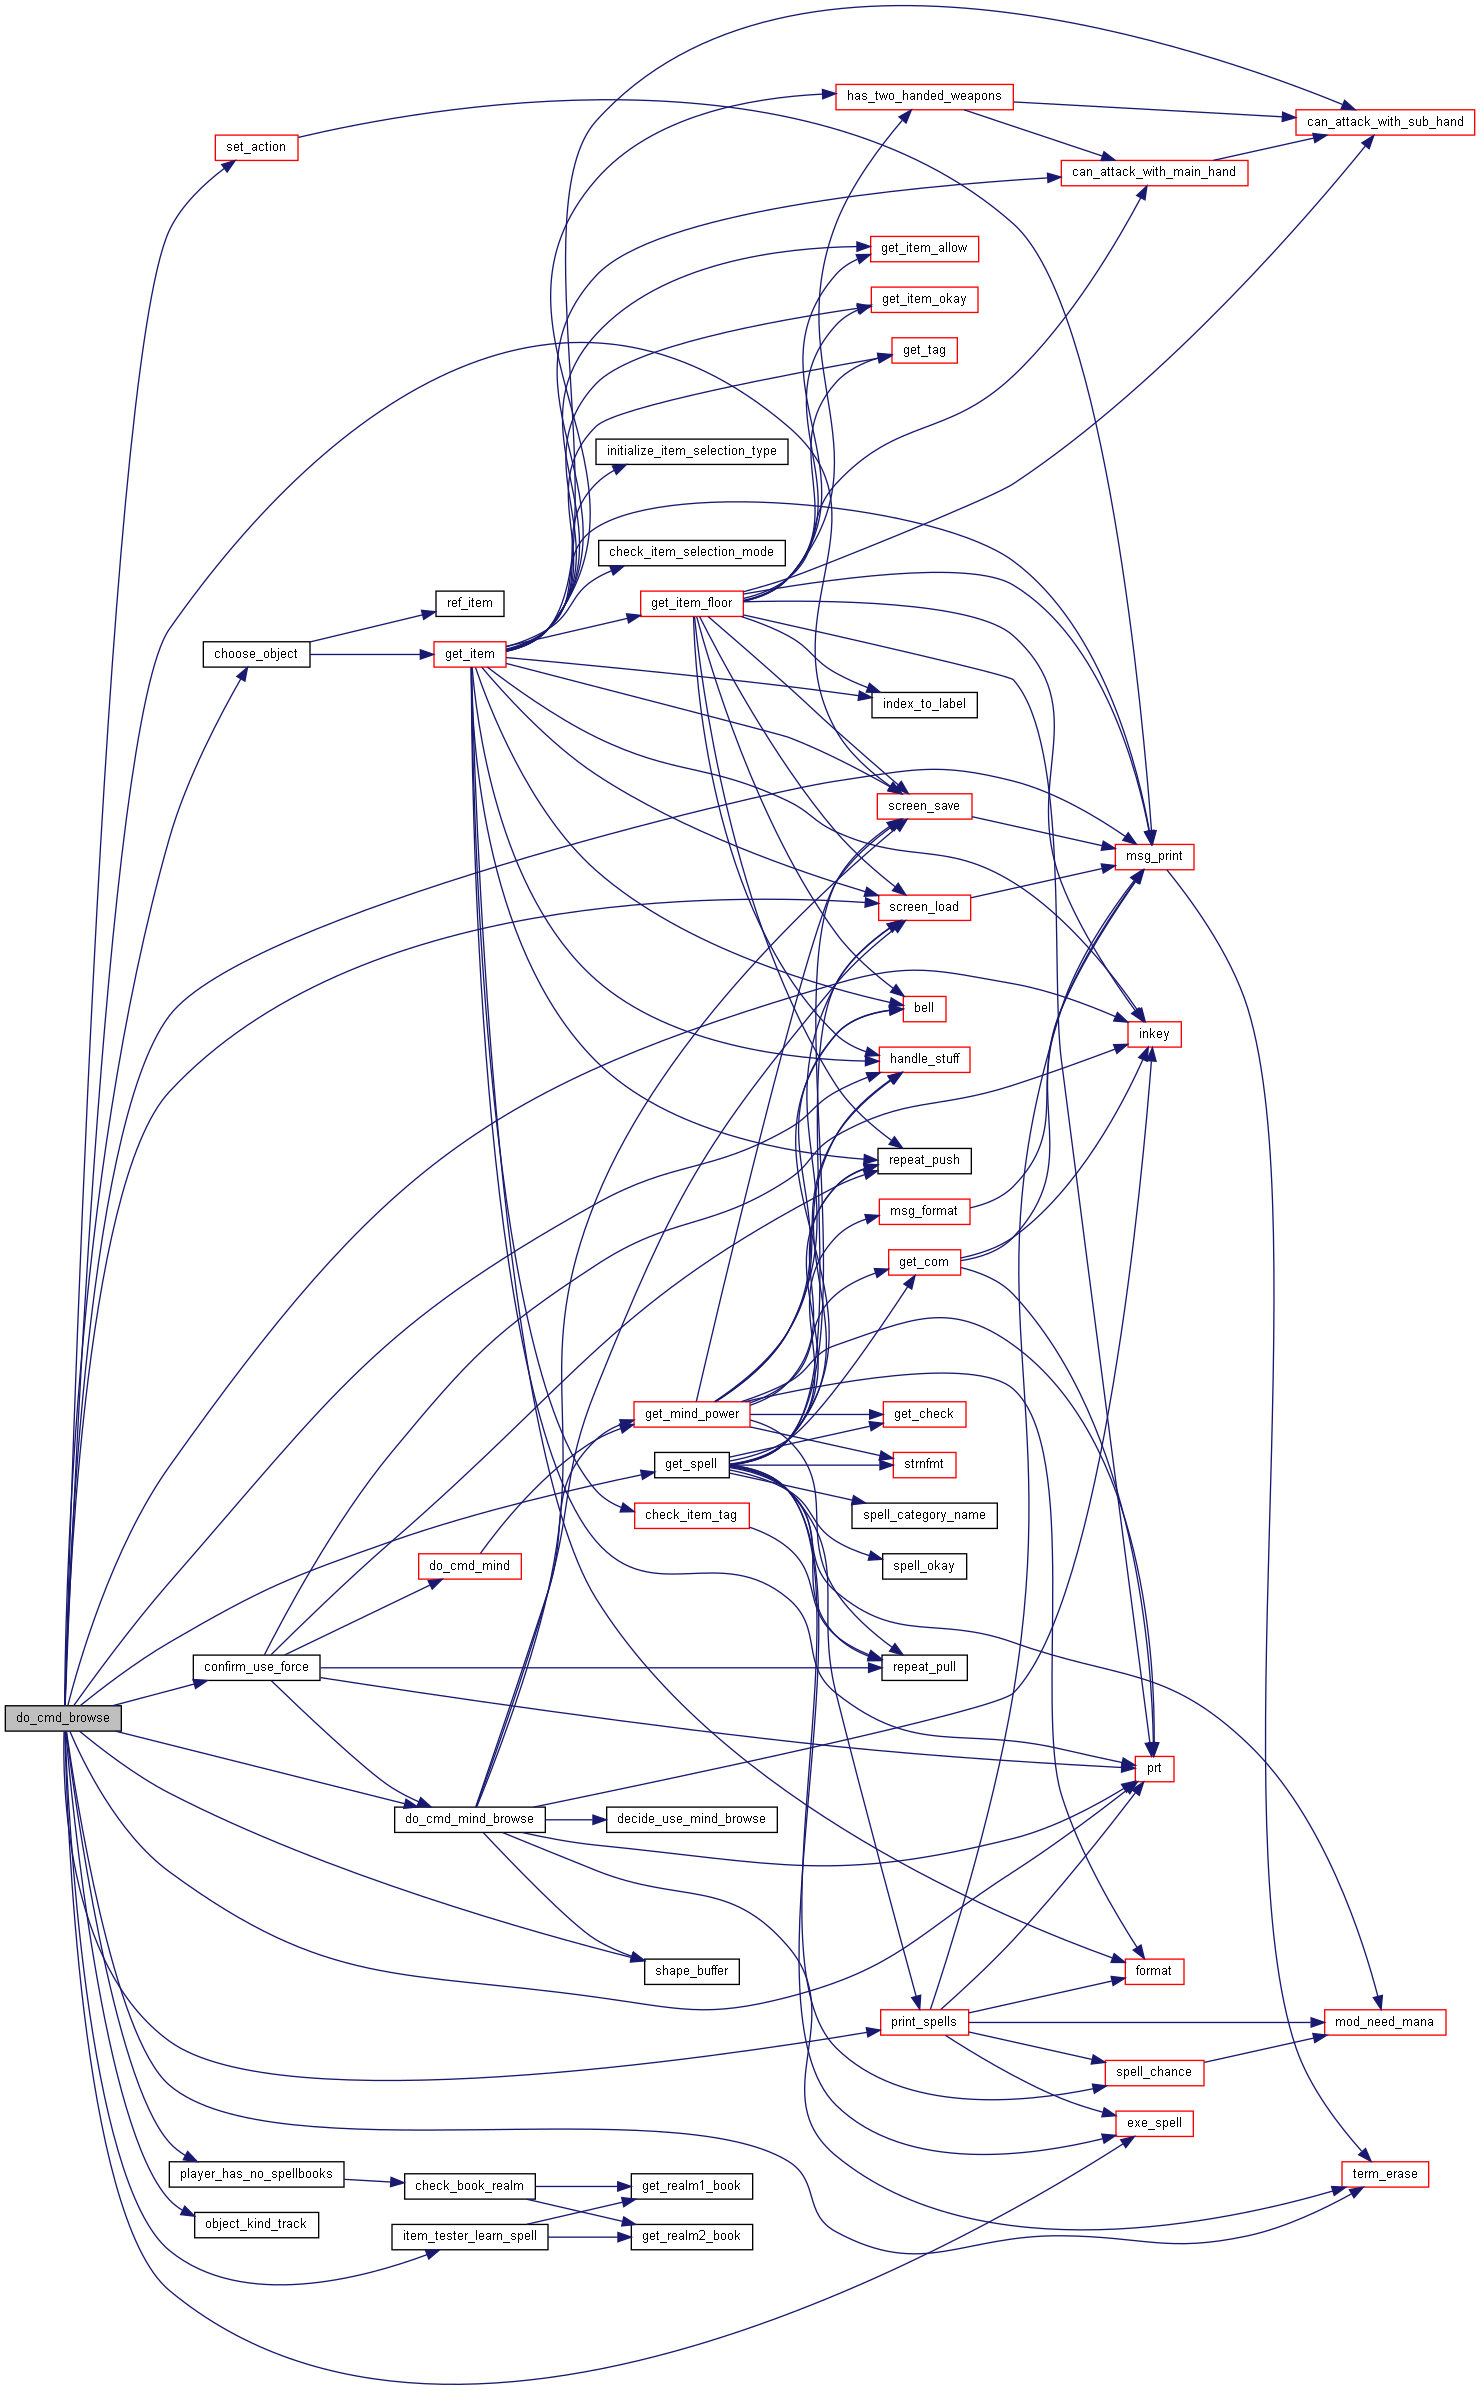 has_two_handed_weapons
can_attack_with_sub_hand
set_action
can_attack_with_main_hand
get_item_allow
get_item_okay
get_tag
initialize_item_selection_type
check_item_selection_mode
ref_item
get_item_floor
choose_object
get_item
index_to_label
screen_save
msg_print
screen_load
bell
inkey
handle_stuff
repeat_push
msg_format
get_com
get_mind_power
get_check
get_spell
strnfmt
check_item_tag
spell_category_name
do_cmd_mind
spell_okay
confirm_use_force
repeat_pull
do_cmd_browse
prt
do_cmd_mind_browse
decide_use_mind_browse
shape_buffer
format
print_spells
mod_need_mana
spell_chance
exe_spell
player_has_no_spellbooks
check_book_realm
get_realm1_book
term_erase
object_kind_track
item_tester_learn_spell
get_realm2_book